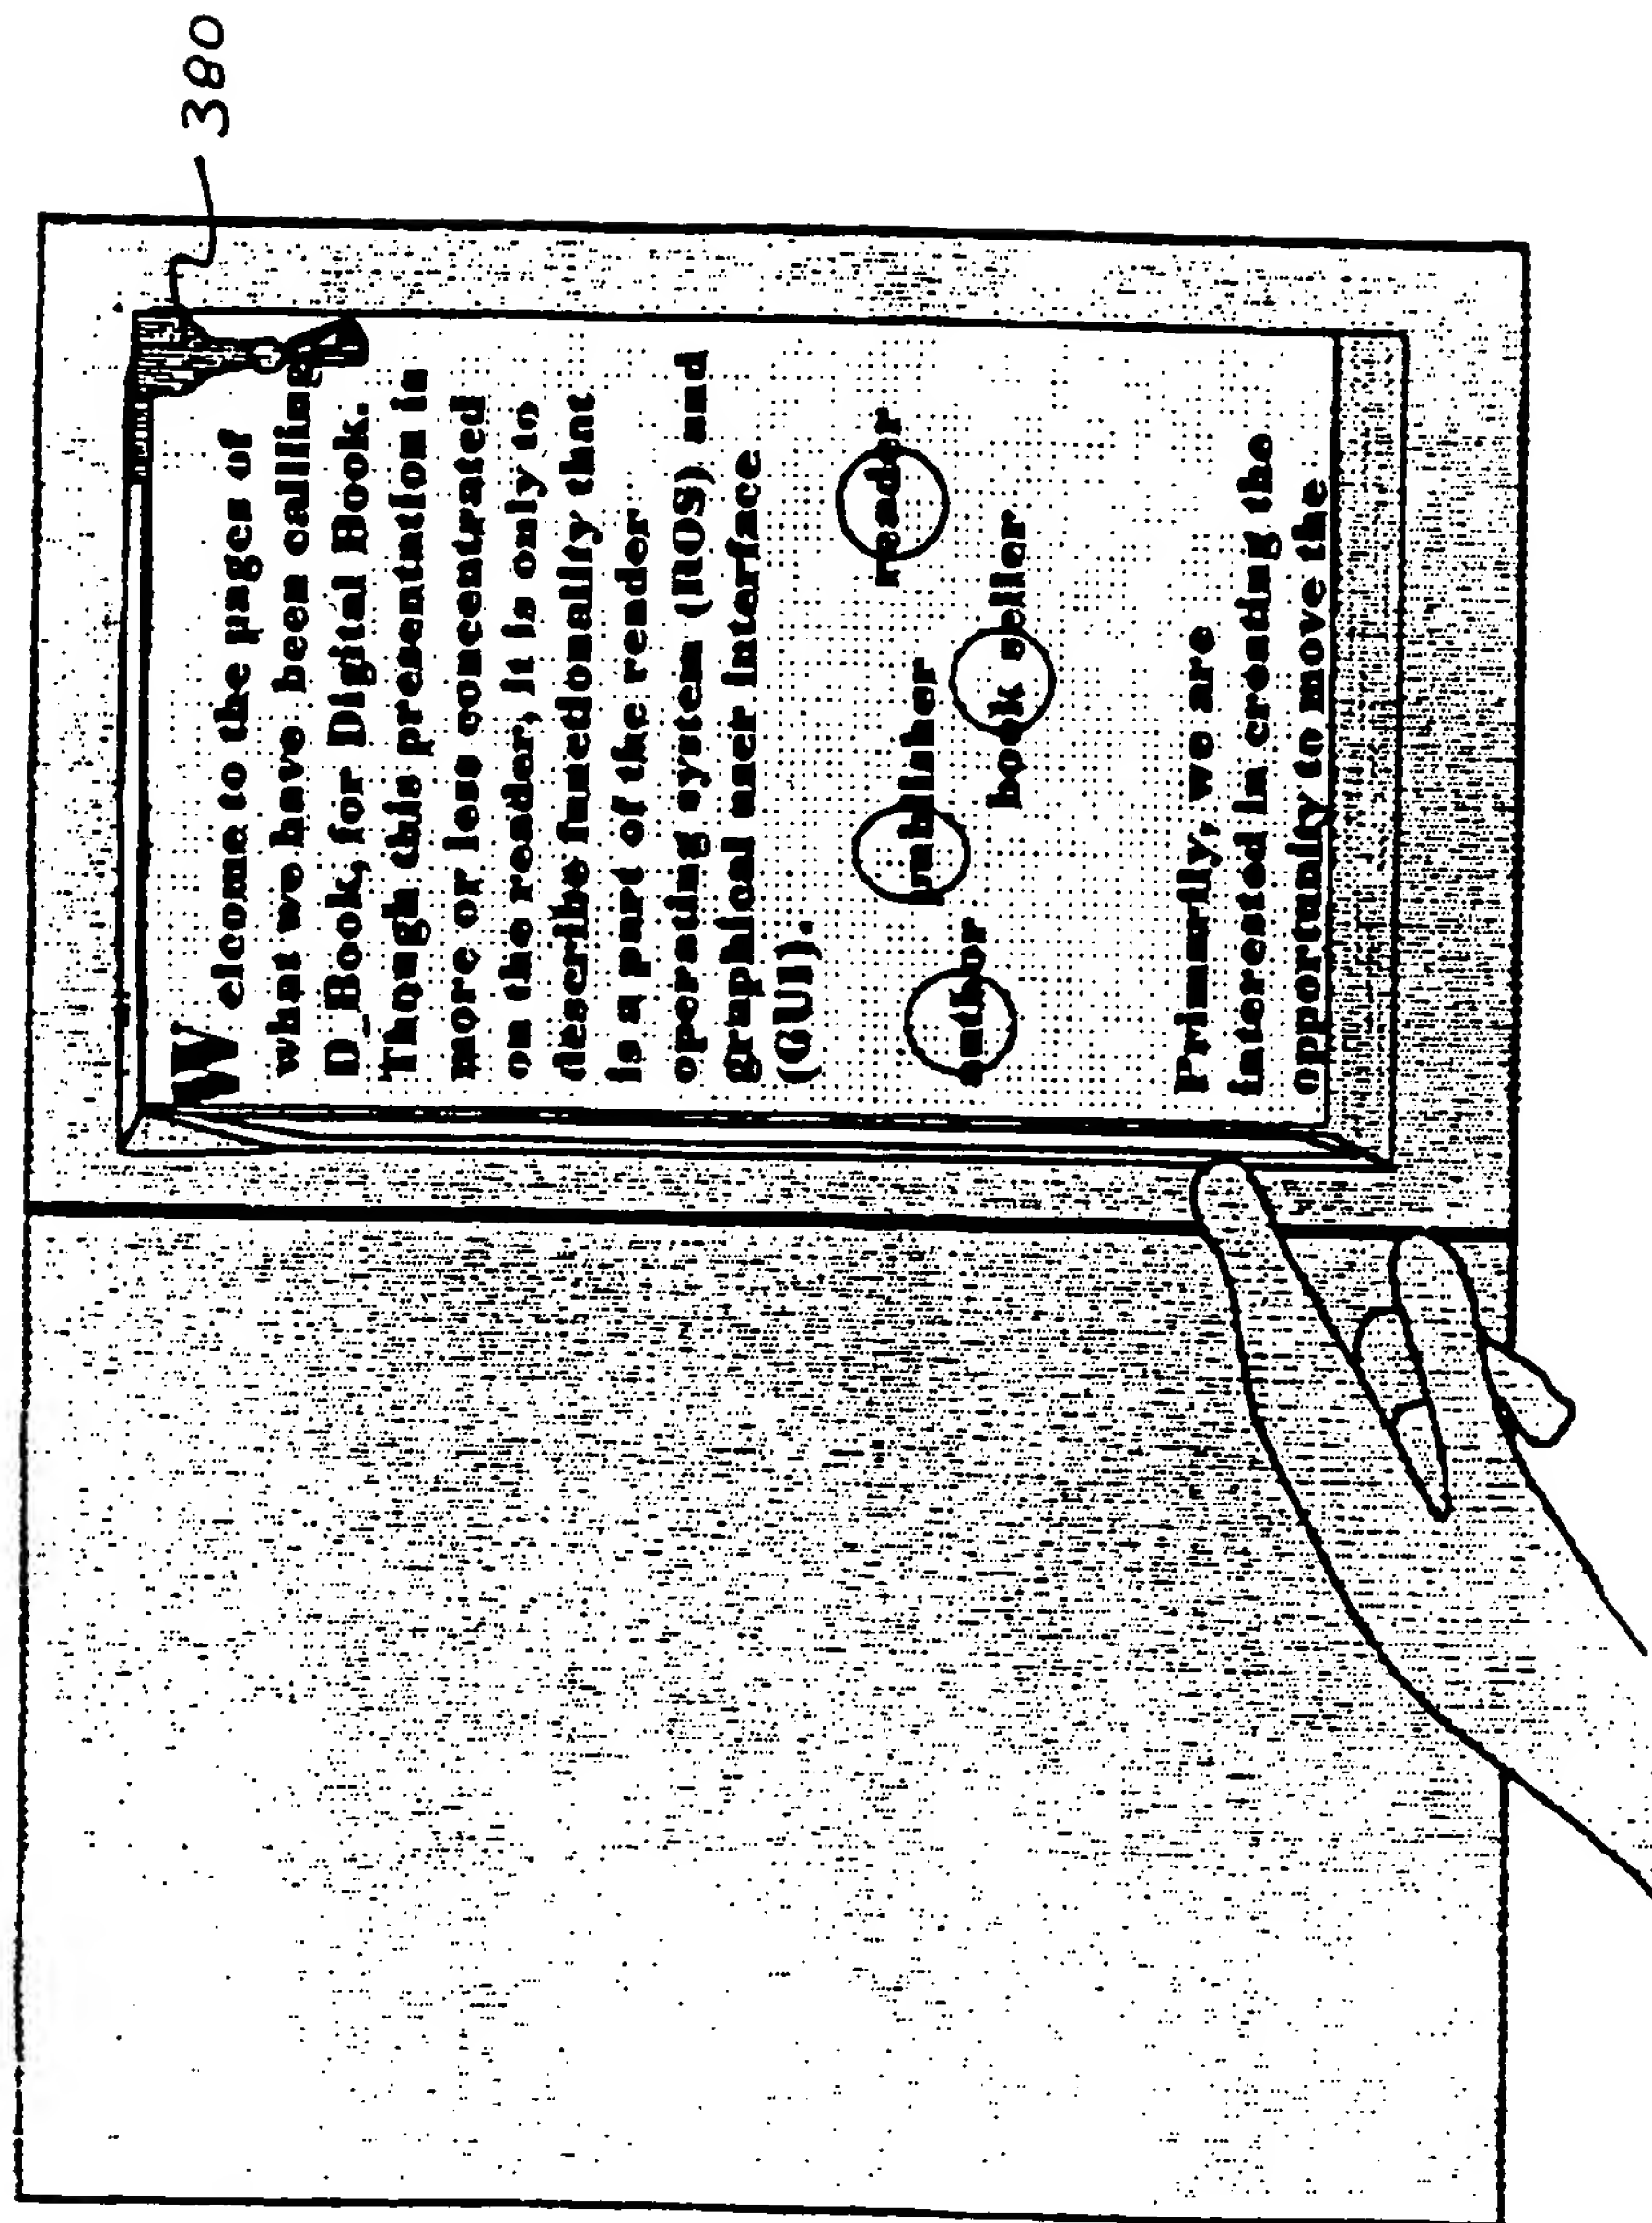 380
Welcome to the pages of
what we have been calling
D_Book, for Digital Book.
Though this presentation is
more or less concentrated
on the reader, it is only to
describe funcdonality that
is a part of the reader
operating system (ROS) and
graphical user interface
(GUI).
author publisher book seller reader
Primarily, we are
interested in creating the
opportunity to move the